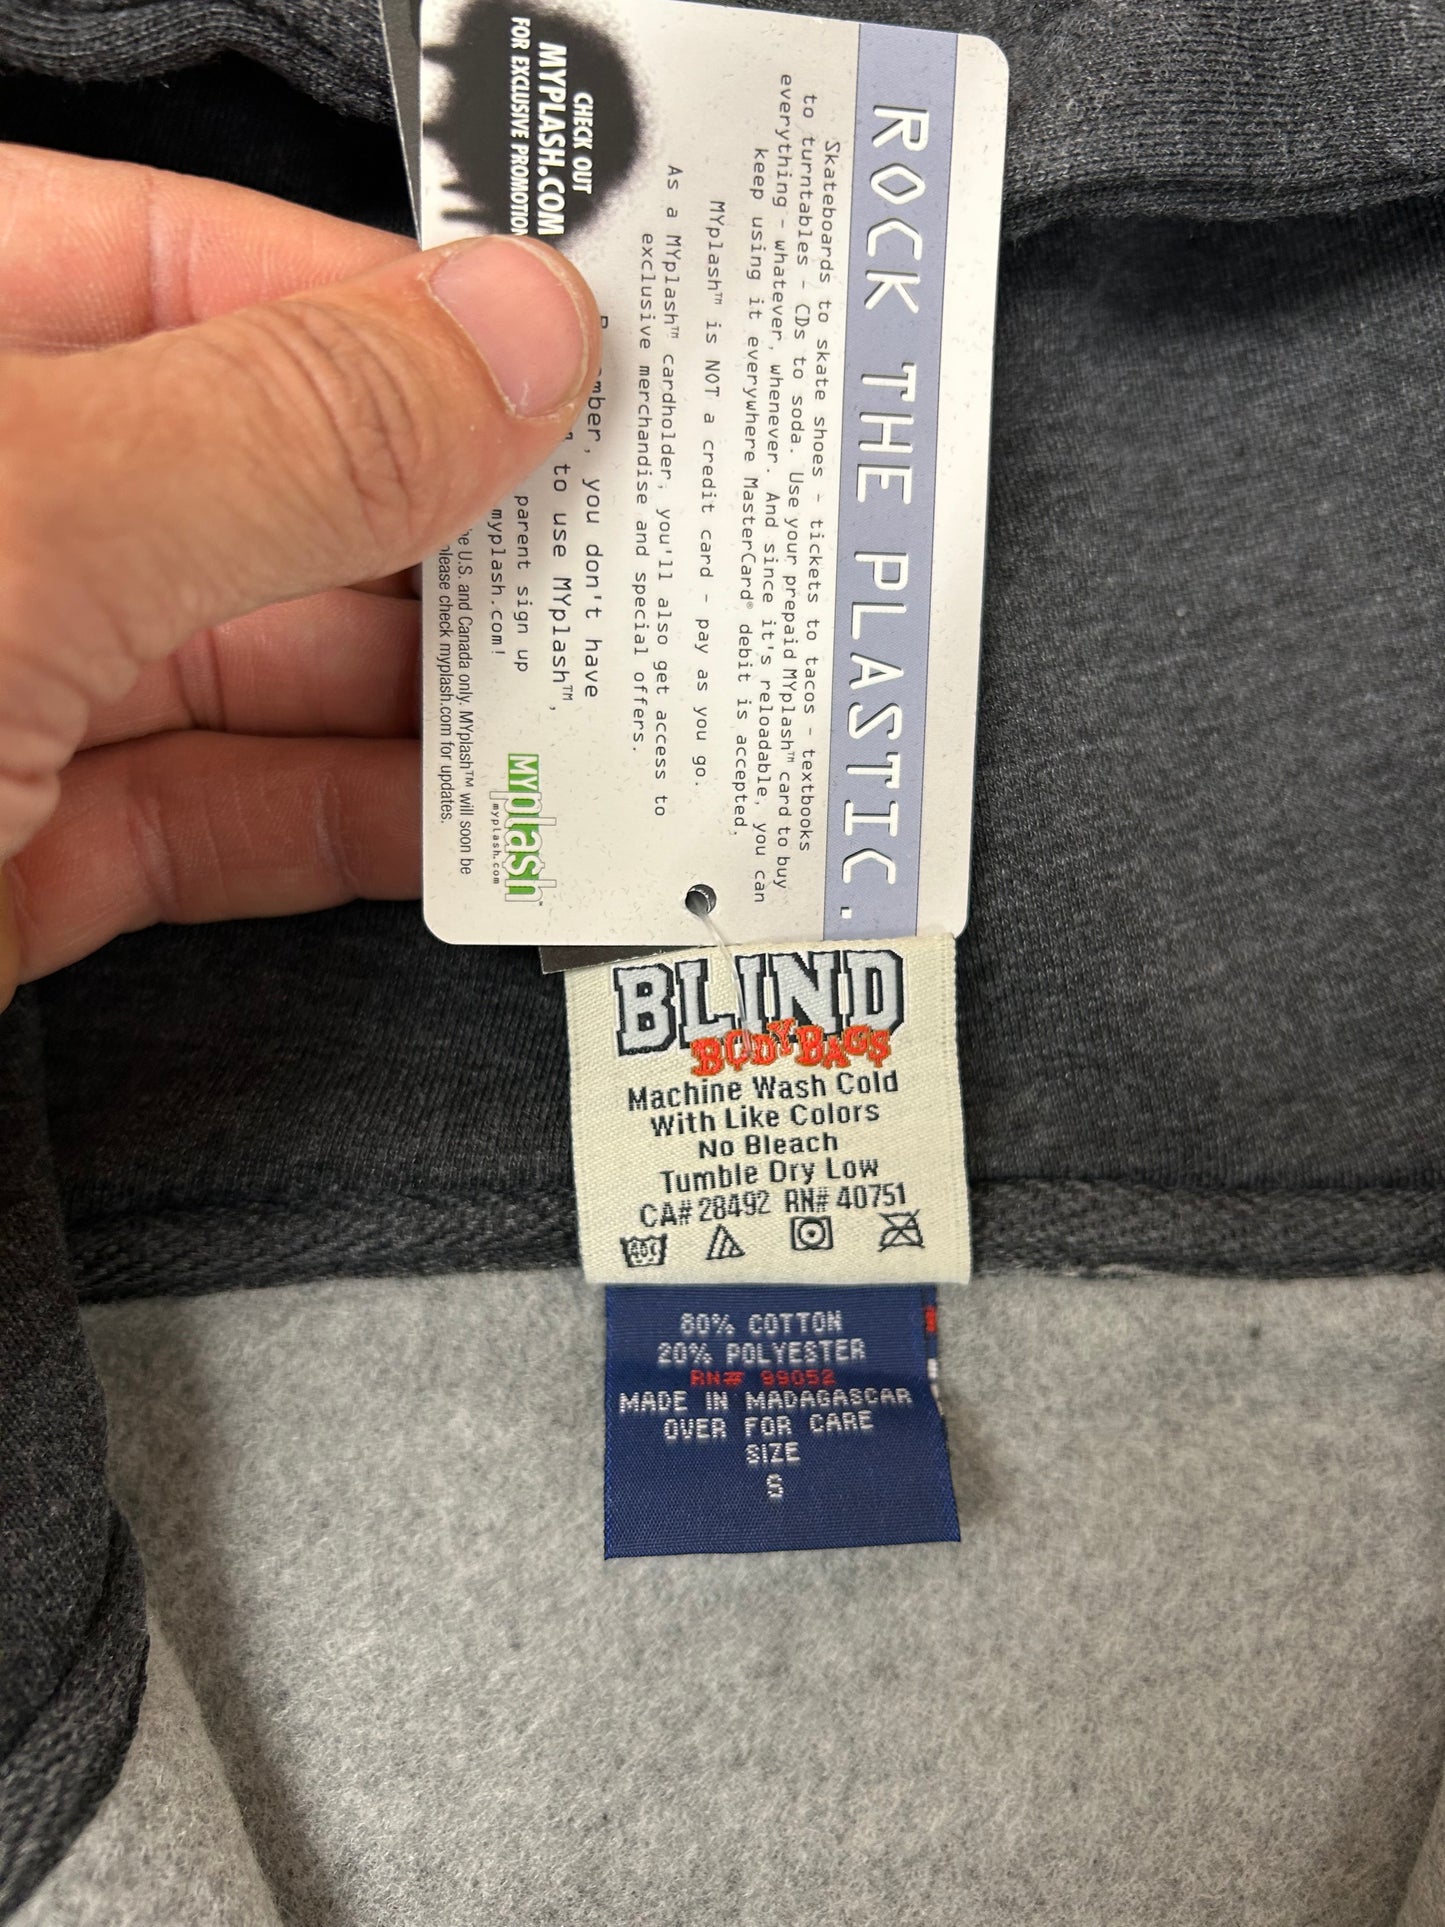 ROCK THE PLASTIC.
Skateboards to skate shoes - tickets to tacos - textbooks
to turntables - CDs to soda. Use your prepaid MYplash™ card to buy
everything - whatever, whenever. And since it's reloadable, you can
keep using it everywhere MasterCard® debit is accepted.
MYplash™ is NOT a credit card - pay as you go.
As a MYplash™ cardholder, you'll also get access to
exclusive merchandise and special offers.
you don't have
to use MYplash™,
parent sign up
myplash.com!
U.S. and Canada only. MYplash™ will soon be
please check myplash.com for updates.
CHECK OUT
MYPLASH.COM
FOR EXCLUSIVE PROMOTION
MYplash™
myplash.com
BLIND
BODY BAGS
Machine Wash Cold
With Like Colors
No Bleach
Tumble Dry Low
CA# 28492 RN# 40751
80% COTTON
20% POLYESTER
RN# 99052
MADE IN MADAGASCAR
OVER FOR CARE
SIZE
S